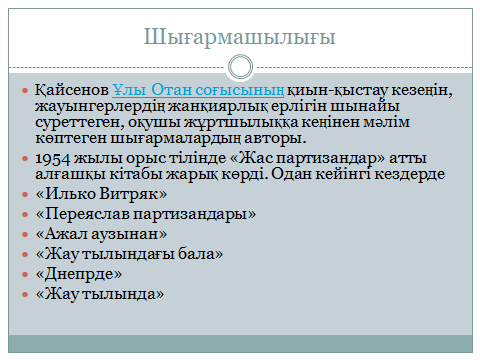 Шығармашылығы
Қайсенов Ұлы Отан соғысының қиын-қыстау кезеңін,
жауынгерлердің жанқиярлық ерлігін шынайы
суреттеген, оқушы жұртшылыққа кеңінен мәлім
көптеген шығармалардың авторы.
1954 жылы орыс тілінде «Жас партизандар» атты
алғашқы кітабы жарық көрді. Одан кейінгі кездерде
«Илько Витряк»
«Переяслав партизандары»
«Ажал аузынан»
«Жау тылындағы бала»
«Днепрде»
«Жау тылында»